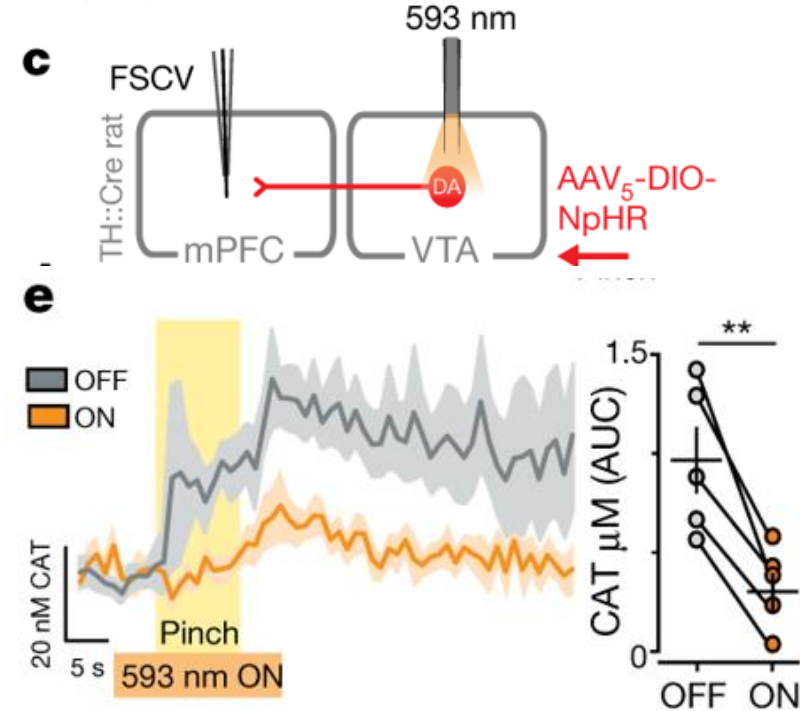 c
593 nm
FSCV
TH::Cre rat
DA
AAV5-DIO-
NpHR
mPFC
VTA
e
OFF
ON
20 nM CAT
5 s
Pinch
593 nm ON
**
1.5
CAT μM (AUC)
0
OFF ON